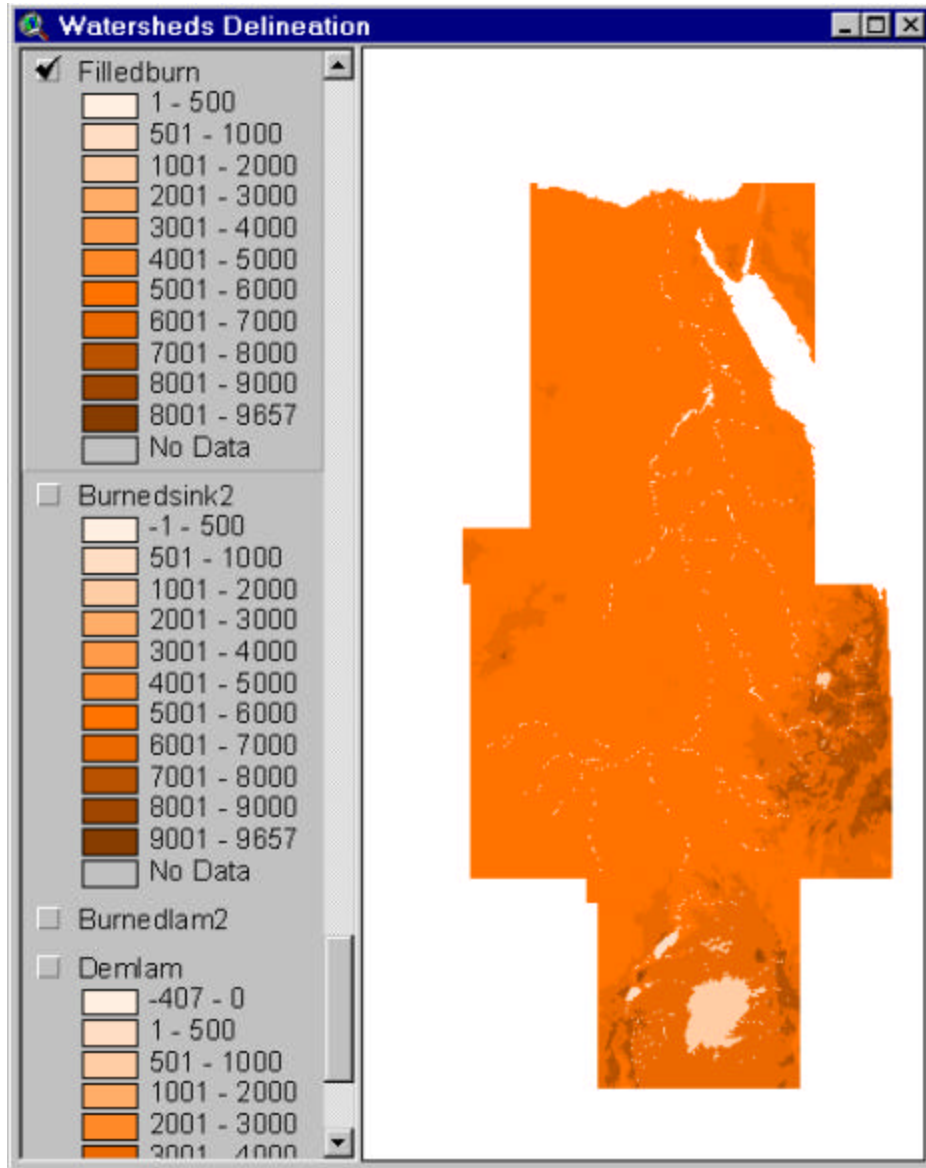 Watersheds Delineation
Filledburn
1 - 500
501 - 1000
1001 - 2000
2001 - 3000
3001 - 4000
4001 - 5000
5001 - 6000
6001 - 7000
7001 - 8000
8001 - 9000
8001 - 9657
No Data
Burnedsink2
-1 - 500
501 - 1000
1001 - 2000
2001 - 3000
3001 - 4000
4001 - 5000
5001 - 6000
6001 - 7000
7001 - 8000
8001 - 9000
9001 - 9657
No Data
Burnedlam2
Demlam
-407 - 0
1 - 500
501 - 1000
1001 - 2000
2001 - 3000
3001 - 4000